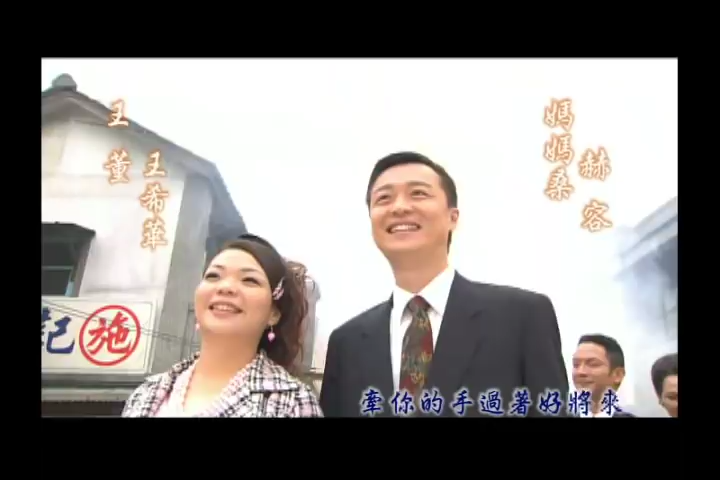 王董
王希華
媽媽桑
赫容
記施
牽你的手過著好將來